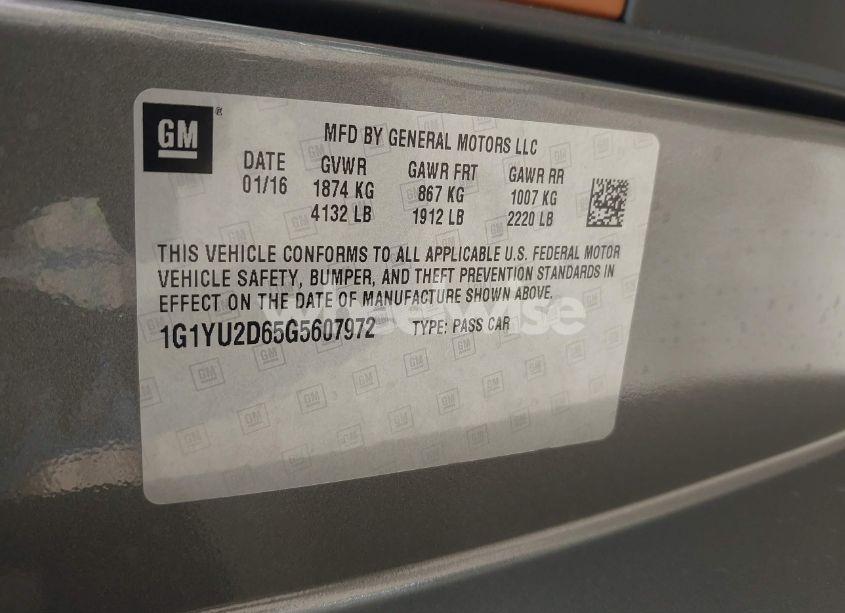 GM ®
MFD BY GENERAL MOTORS LLC
DATE GVWR GAWR FRT GAWR RR
01/16 1874 KG 867 KG 1007 KG
4132 LB 1912 LB 2220 LB
THIS VEHICLE CONFORMS TO ALL APPLICABLE U.S. FEDERAL MOTOR
VEHICLE SAFETY, BUMPER, AND THEFT PREVENTION STANDARDS IN
EFFECT ON THE DATE OF MANUFACTURE SHOWN ABOVE.
1G1YU2D65G5607972 TYPE: PASS CAR
wheelwise